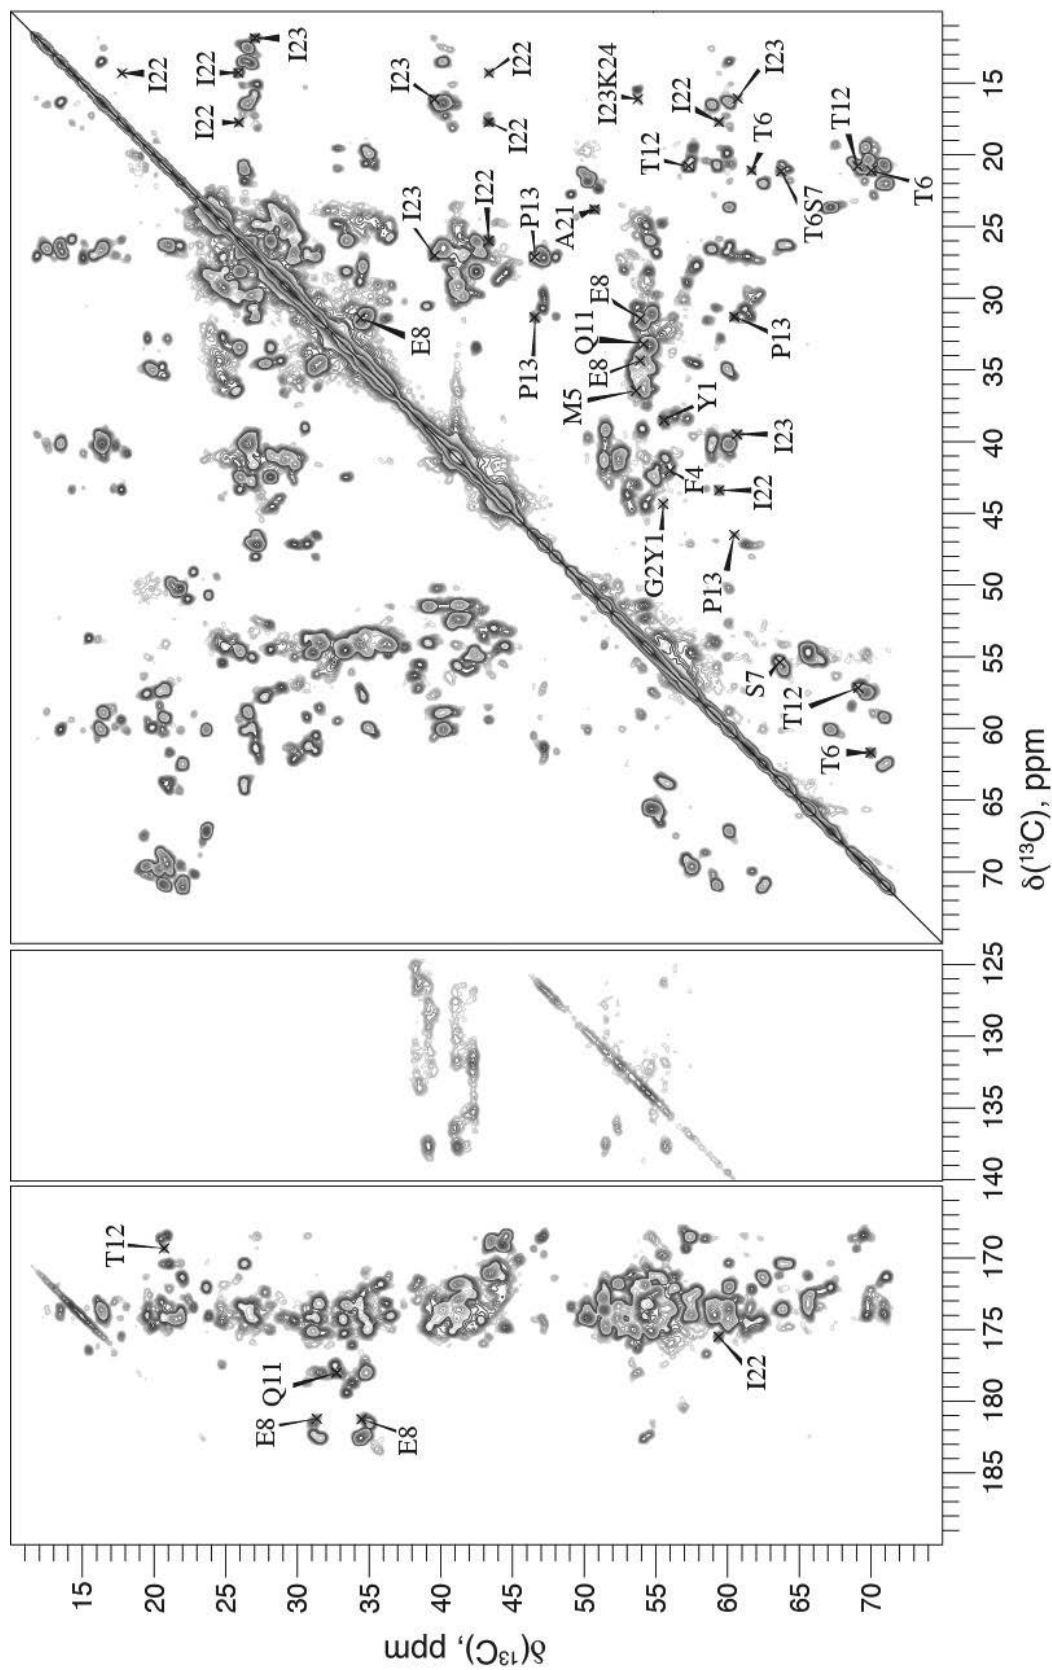 I22
I22
I23
I22
I23
I22
I22
I23K24
T12
I22
I23
T6
T12
T6S7
T6
I23
I22
P13
A21
E8
P13
E8
Q11
E8
M5
P13
Y1
I23
F4
I22
G2Y1
P13
S7
T12
T6
15
20
25
30
35
40
45
50
55
60
65
70
δ(¹³C), ppm
125
130
135
140
T12
Q11
E8
E8
I22
170
175
180
185
15
20
25
30
35
40
45
50
55
60
65
70
δ(¹³C), ppm